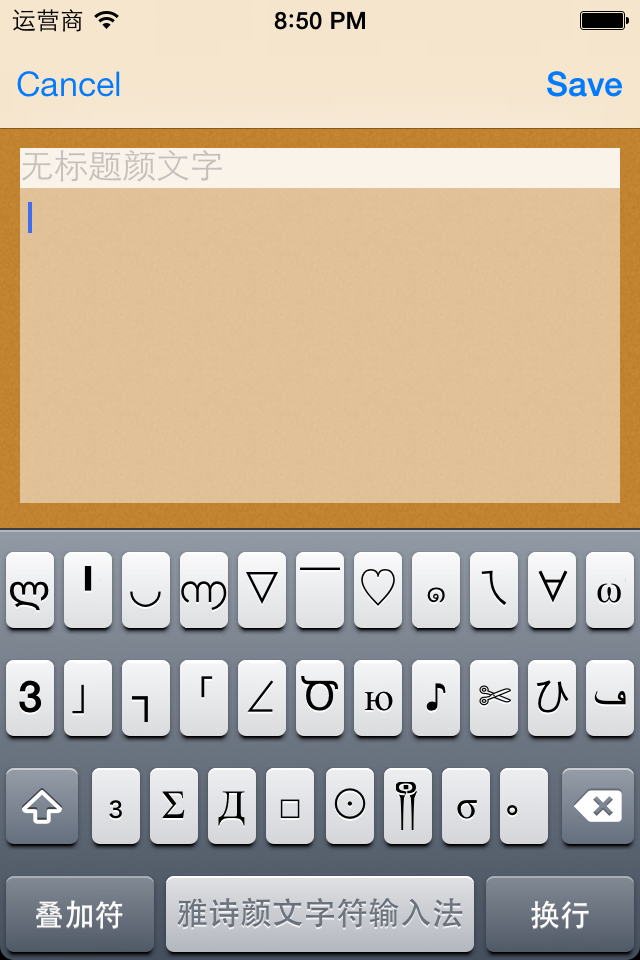 运营商 8:50 PM
Cancel Save
无标题颜文字
ლ ╹ ◡ ൬ ▽ ￣ ♡ ๑ ㄟ ∀ ω
3 」 ┐ 「 ∠ Ծ ю ♪ ✄ ひ ڡ
з Σ Д □ ⊙ ༎ σ ∘
叠加符 雅诗颜文字符输入法 换行